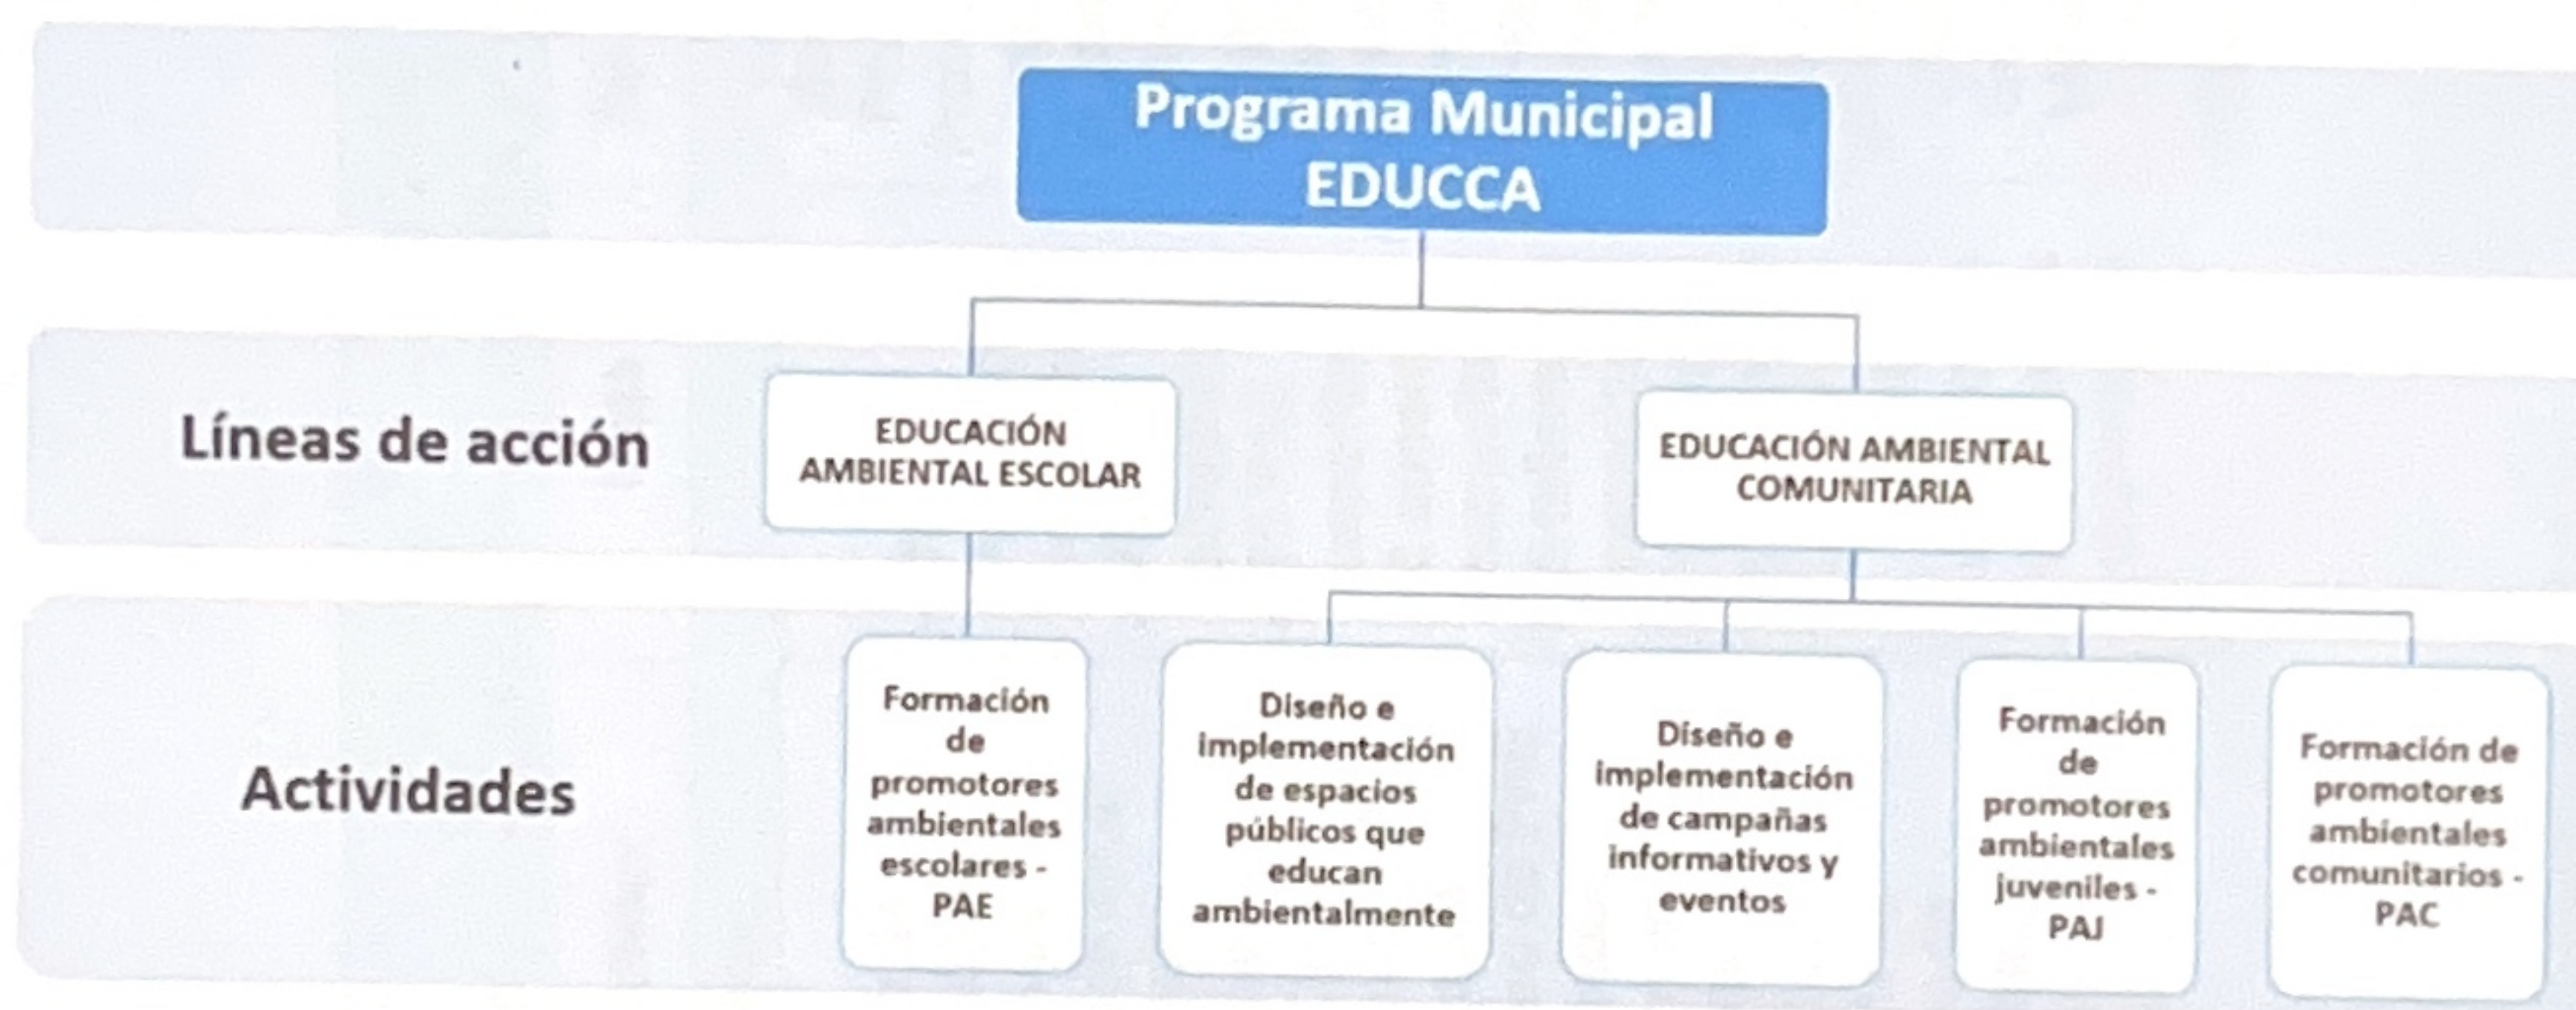 Programa Municipal
EDUCCA
Líneas de acción
EDUCACIÓN
AMBIENTAL ESCOLAR
EDUCACIÓN AMBIENTAL
COMUNITARIA
Actividades
Formación
de
promotores
ambientales
escolares -
PAE
Diseño e
implementación
de espacios
públicos que
educan
ambientalmente
Diseño e
implementación
de campañas
informativos y
eventos
Formación
de
promotores
ambientales
juveniles -
PAJ
Formación de
promotores
ambientales
comunitarios -
PAC